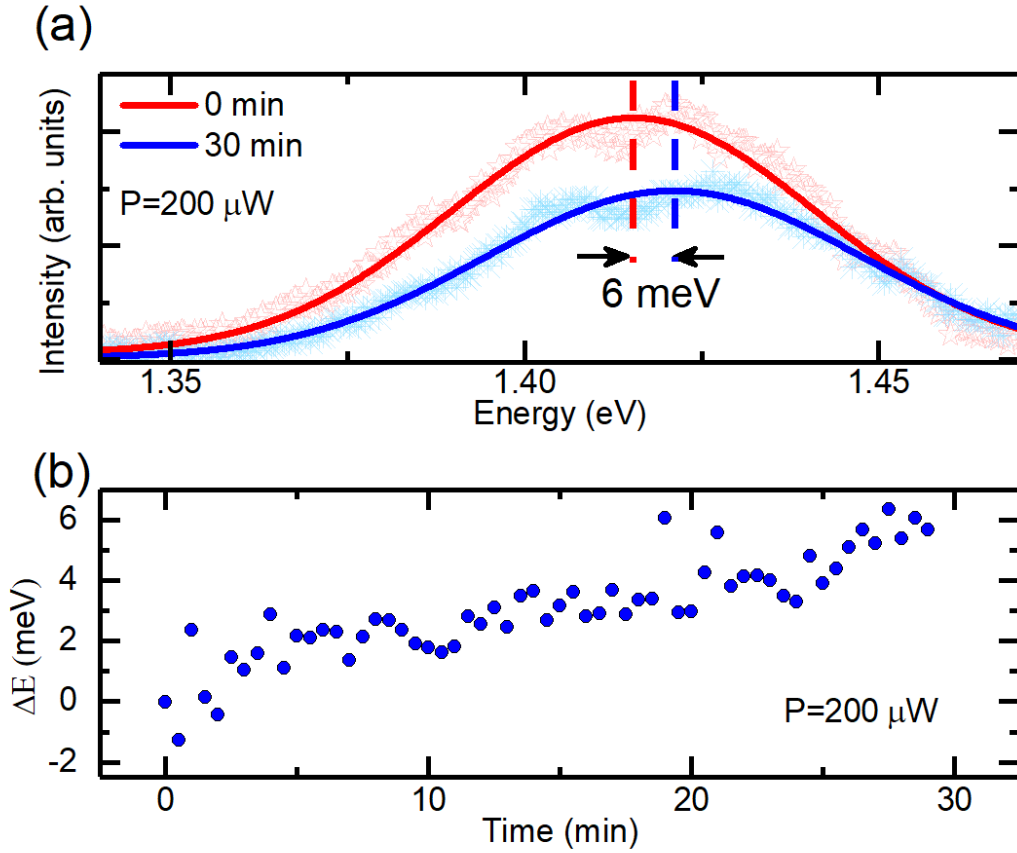 (a)
Intensity (arb. units)
0 min
30 min
P=200 μW
6 meV
1.35
1.40
1.45
Energy (eV)
(b)
ΔE (meV)
6
4
2
0
-2
P=200 μW
0
10
20
30
Time (min)